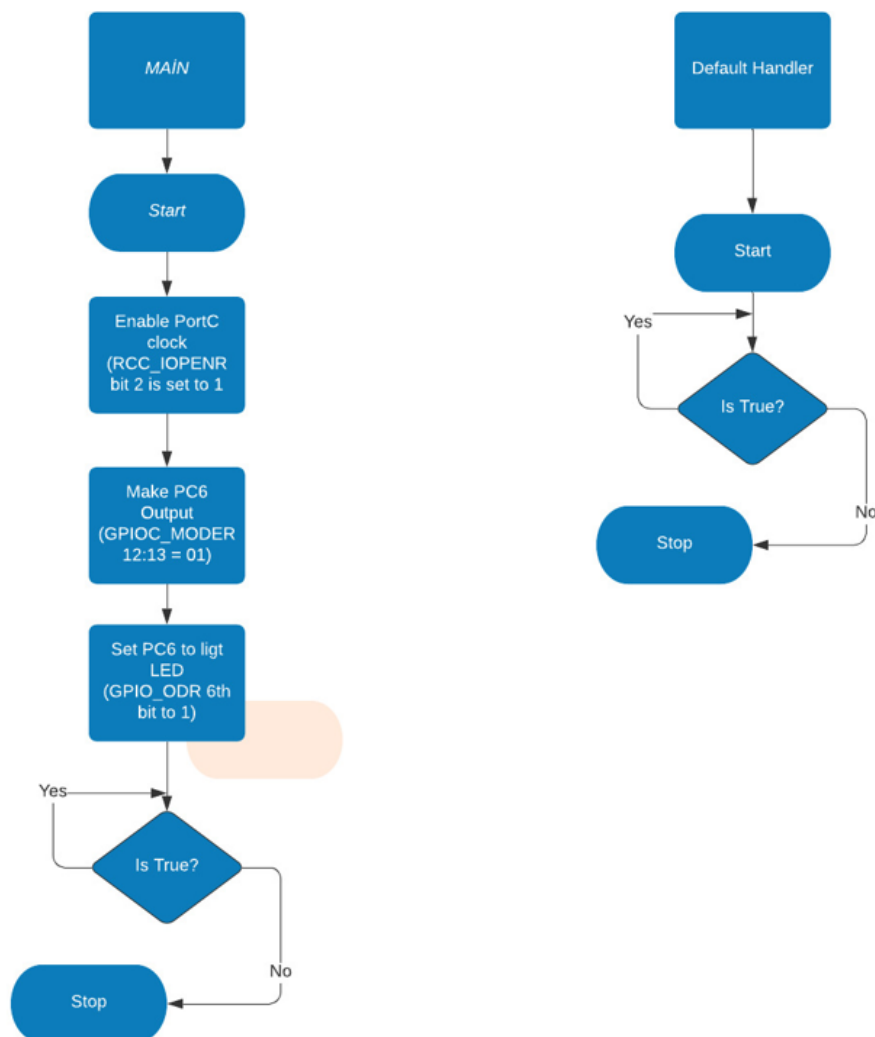 MAİN
Start
Enable PortC
clock
(RCC_IOPENR
bit 2 is set to 1
Make PC6
Output
(GPIOC_MODER
12:13 = 01)
Set PC6 to ligt
LED
(GPIO_ODR 6th
bit to 1)
Yes
Is True?
No
Stop
Default Handler
Start
Yes
Is True?
No
Stop